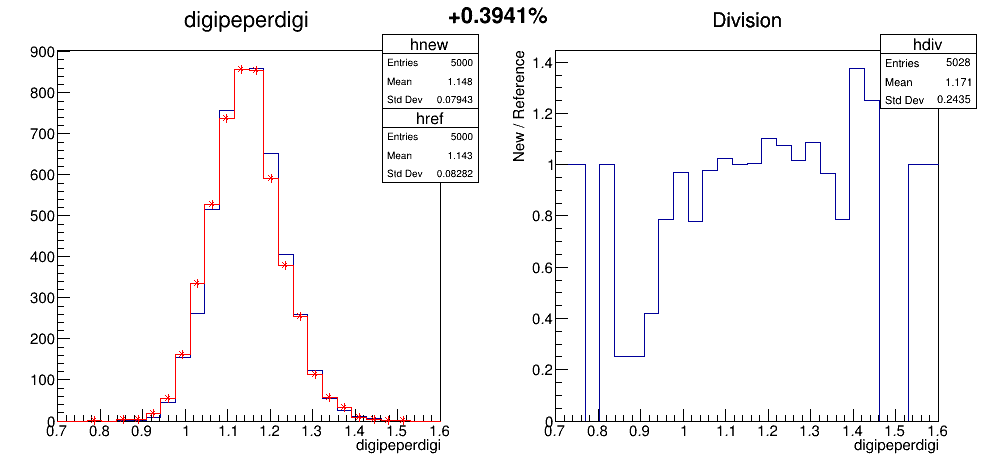 +0.3941%
digipeperdigi
hnew
Entries 5000
Mean 1.148
Std Dev 0.07943
href
Entries 5000
Mean 1.143
Std Dev 0.08282
900
800
700
600
500
400
300
200
100
0
0.7 0.8 0.9 1 1.1 1.2 1.3 1.4 1.5 1.6
digipeperdigi
Division
hdiv
Entries 5028
Mean 1.171
Std Dev 0.2435
New / Reference
1.4
1.2
1
0.8
0.6
0.4
0.2
0
0.7 0.8 0.9 1 1.1 1.2 1.3 1.4 1.5 1.6
digipeperdigi